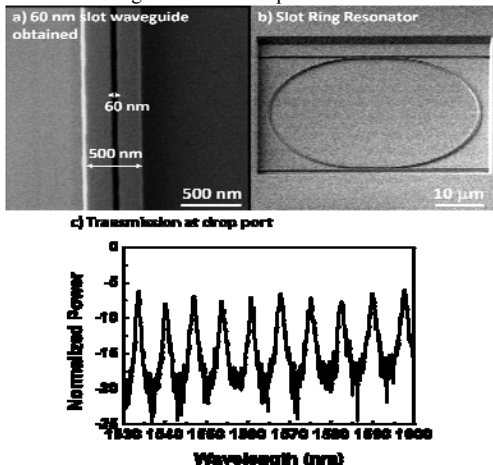 a) 60 nm slot waveguide
obtained
60 nm
500 nm
500 nm
b) Slot Ring Resonator
10 μm
c) Transmission at drop port
Normalized Power
0
-5
-10
-15
-20
-25
1530 1540 1550 1560 1570 1580 1590 1600
Wavelength (nm)